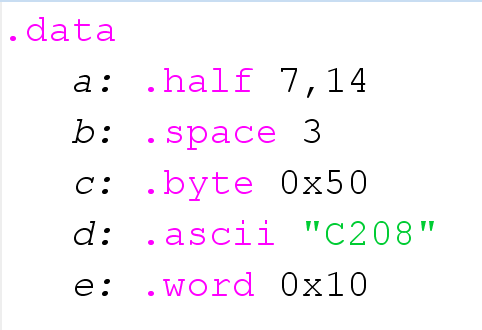 .data
a: .half 7,14
b: .space 3
c: .byte 0x50
d: .ascii "C208"
e: .word 0x10